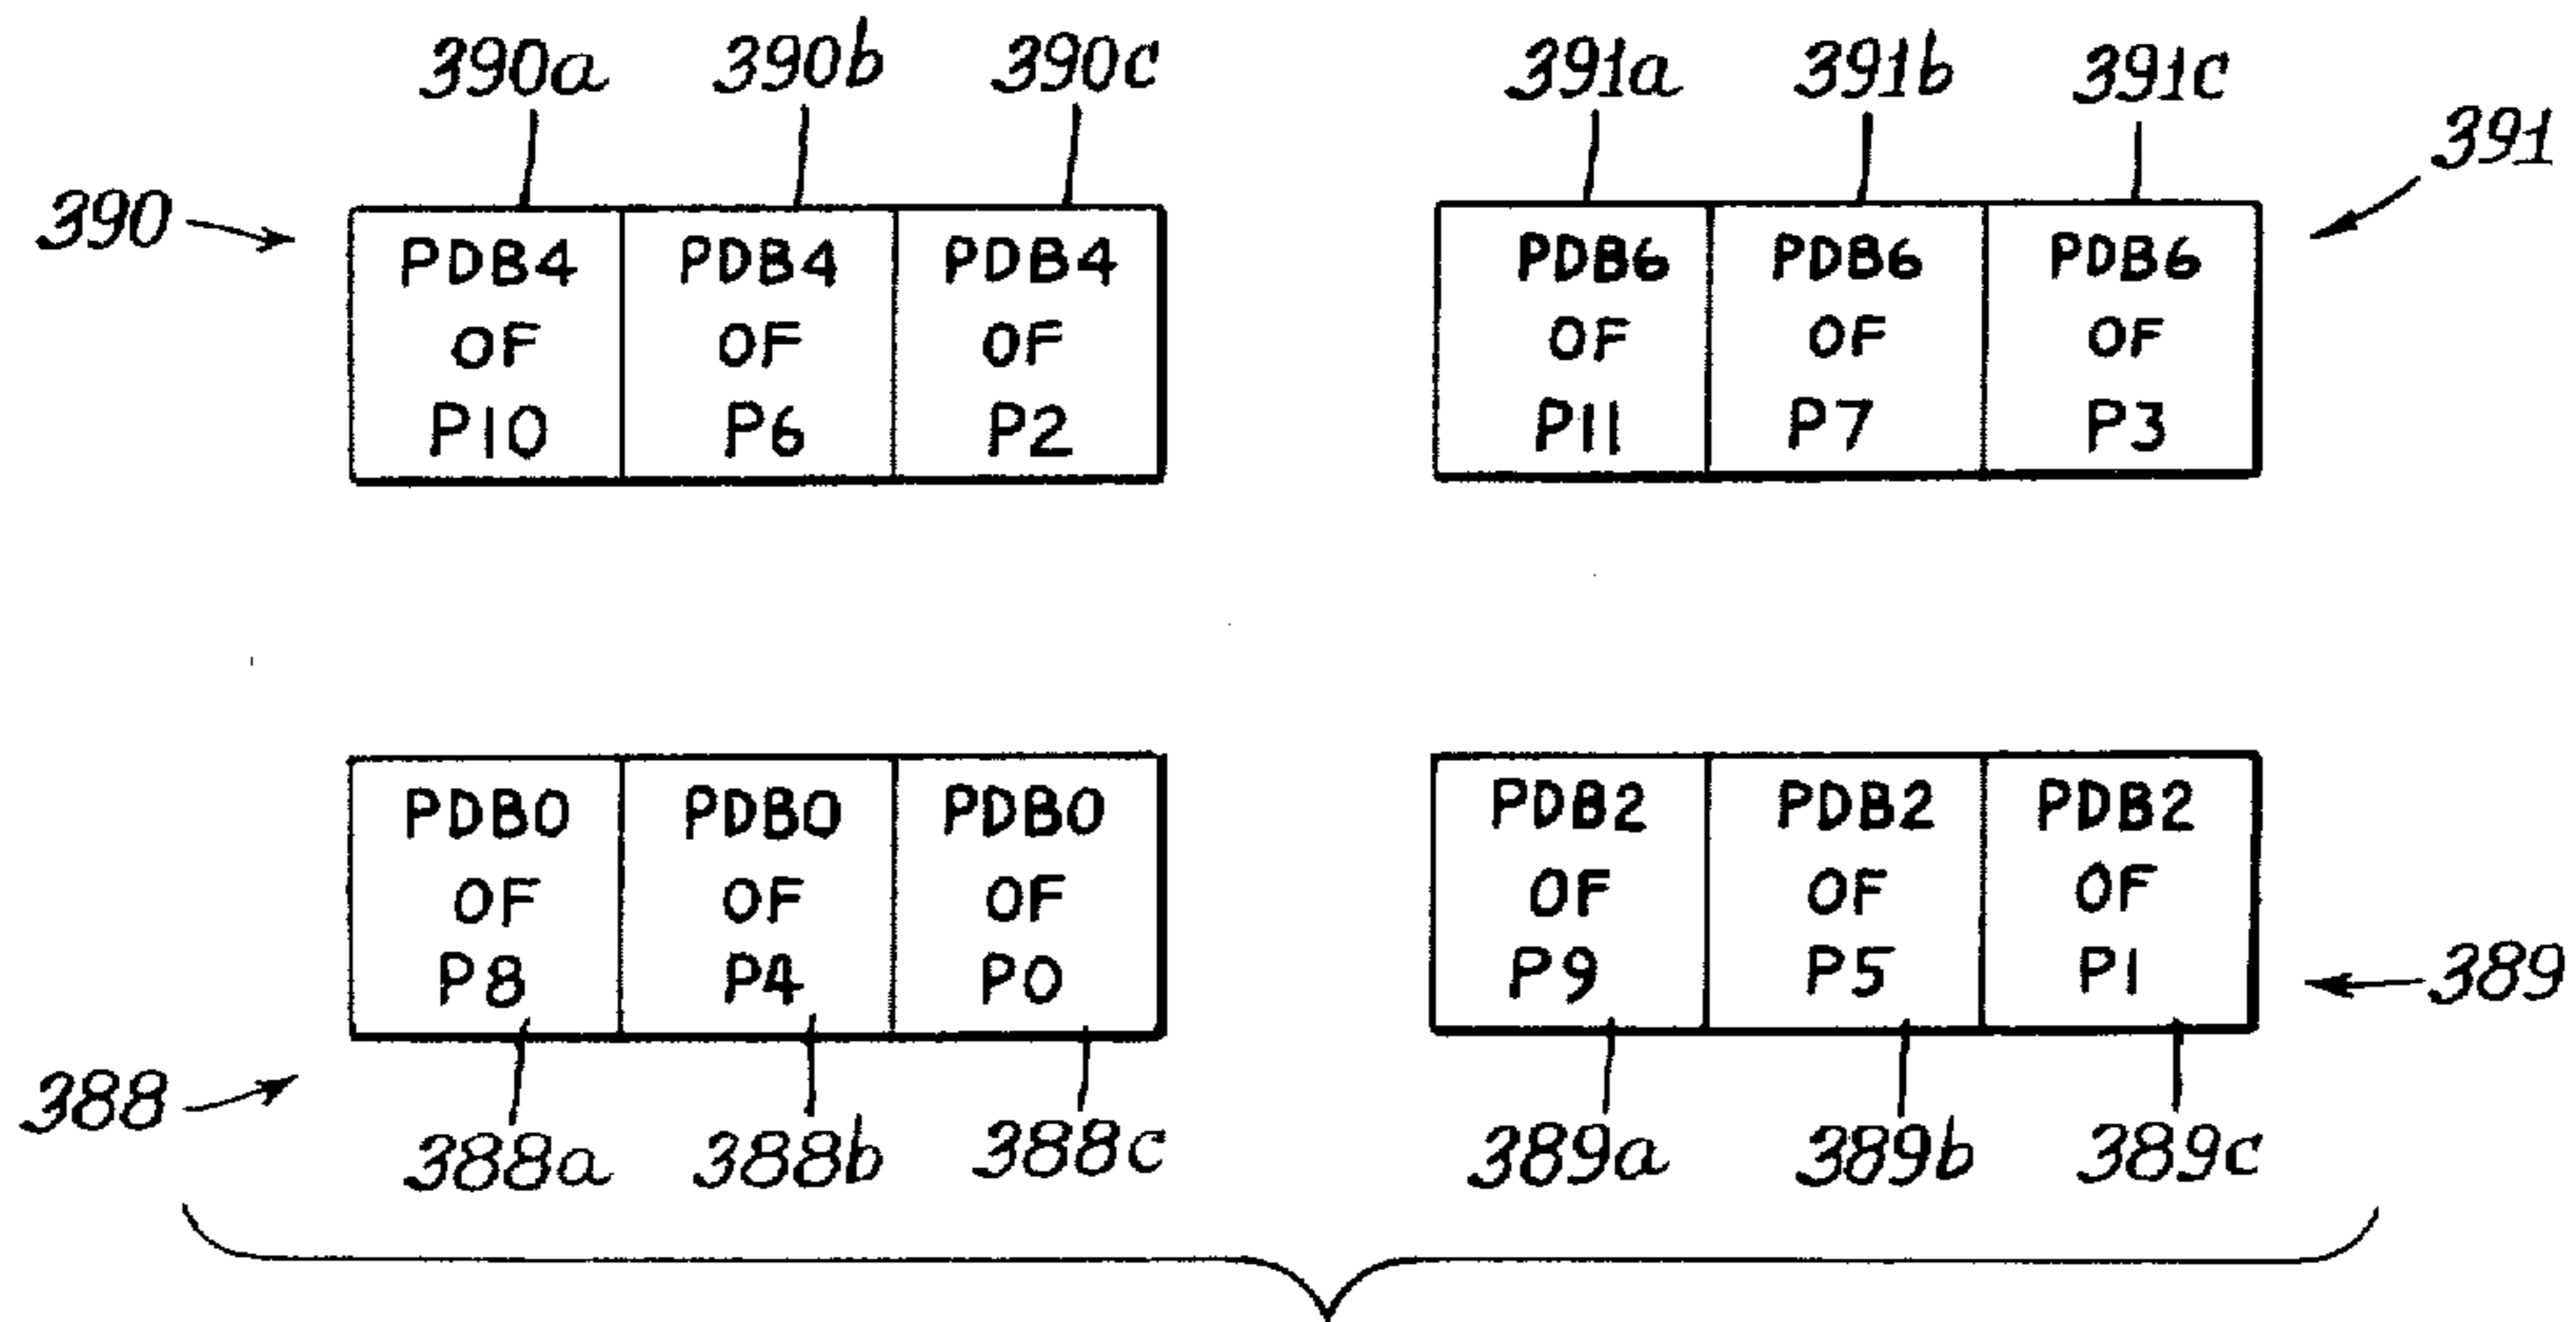 390a 390b 390c 391a 391b 391c
390 391
PDB4 PDB4 PDB4 PDB6 PDB6 PDB6
OF OF OF OF OF OF
P10 P6 P2 P11 P7 P3
PDB0 PDB0 PDB0 PDB2 PDB2 PDB2
OF OF OF OF OF OF
P8 P4 P0 P9 P5 P1
388 389
388a 388b 388c 389a 389b 389c